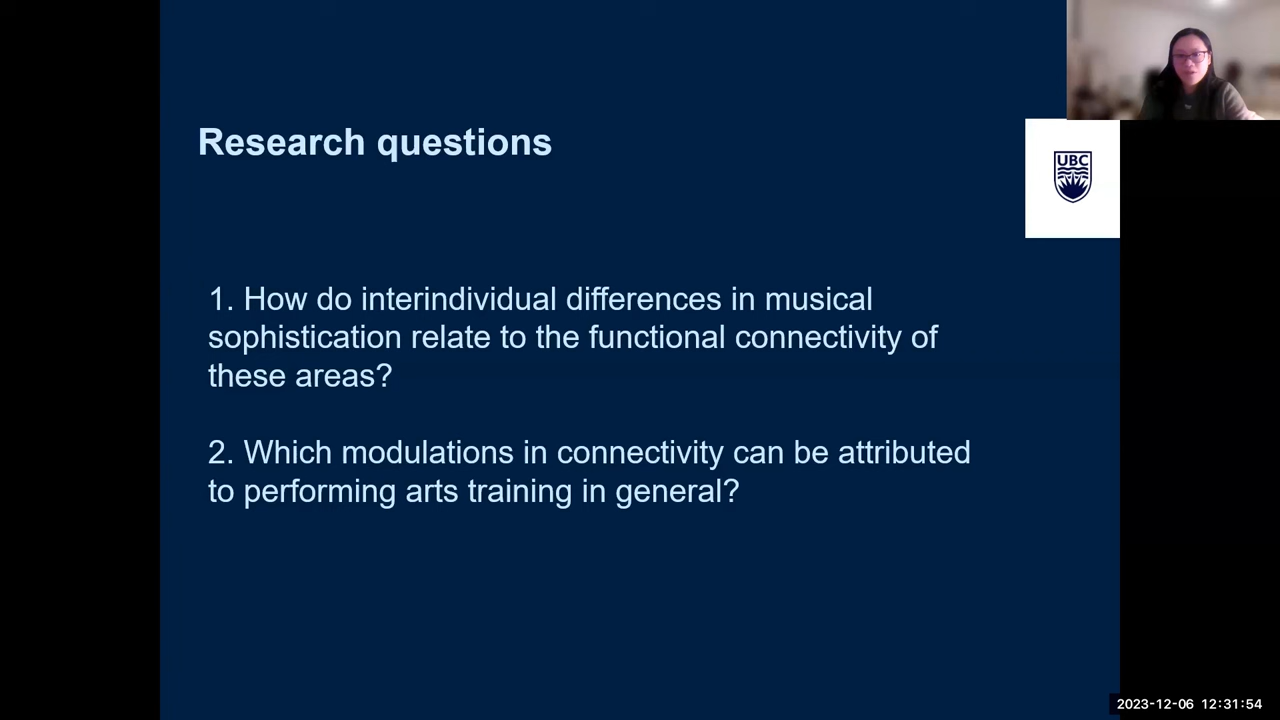 Research questions
UBC
1. How do interindividual differences in musical
sophistication relate to the functional connectivity of
these areas?
2. Which modulations in connectivity can be attributed
to performing arts training in general?
2023-12-06 12:31:54